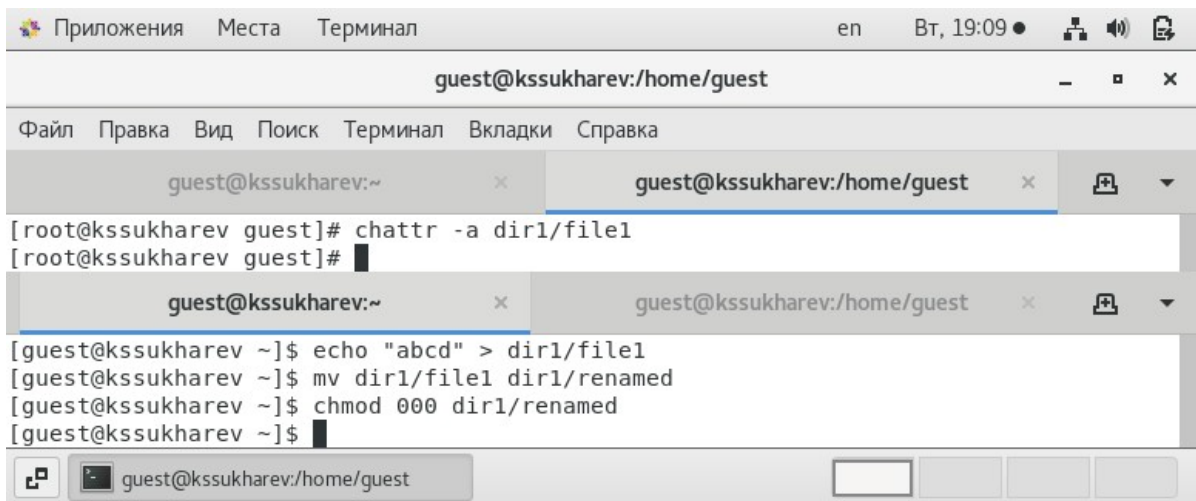 Приложения Места Терминал en Вт, 19:09
guest@kssukharev:/home/guest
Файл Правка Вид Поиск Терминал Вкладки Справка
guest@kssukharev:~ guest@kssukharev:/home/guest
[root@kssukharev guest]# chattr -a dir1/file1
[root@kssukharev guest]#
guest@kssukharev:~ guest@kssukharev:/home/guest
[guest@kssukharev ~]$ echo "abcd" > dir1/file1
[guest@kssukharev ~]$ mv dir1/file1 dir1/renamed
[guest@kssukharev ~]$ chmod 000 dir1/renamed
[guest@kssukharev ~]$
guest@kssukharev:/home/guest